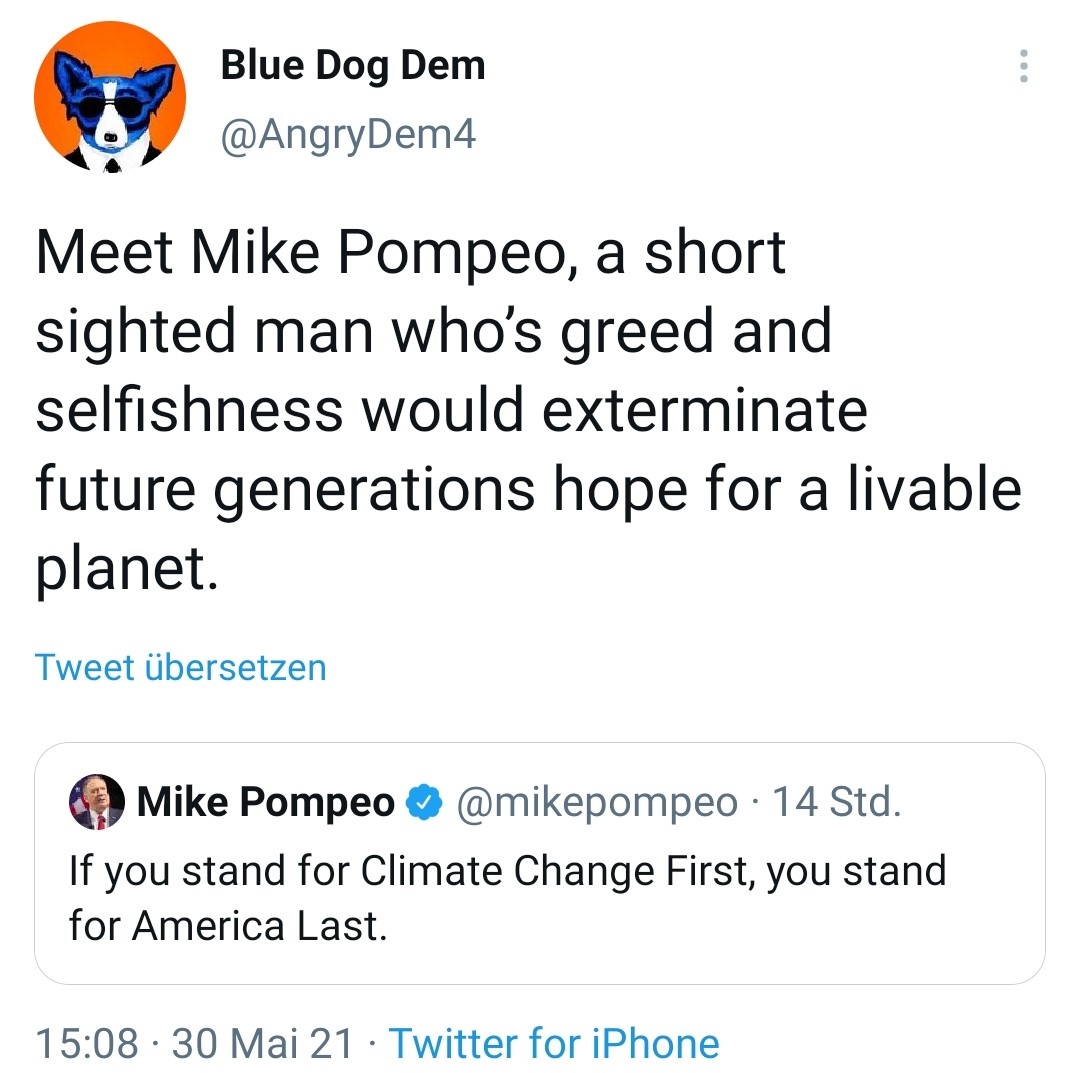 Blue Dog Dem
@AngryDem4
Meet Mike Pompeo, a short
sighted man who’s greed and
selfishness would exterminate
future generations hope for a livable
planet.
Tweet übersetzen
Mike Pompeo @mikepompeo · 14 Std.
If you stand for Climate Change First, you stand
for America Last.
15:08 · 30 Mai 21 · Twitter for iPhone